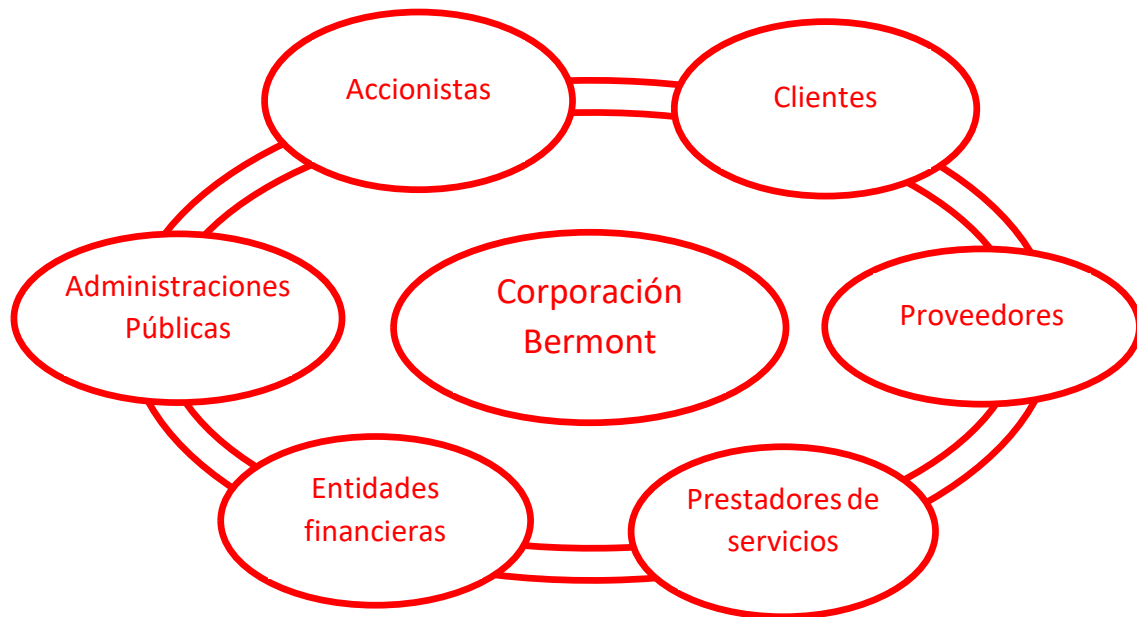 Accionistas
Clientes
Administraciones
Públicas
Corporación
Bermont
Proveedores
Entidades
financieras
Prestadores de
servicios